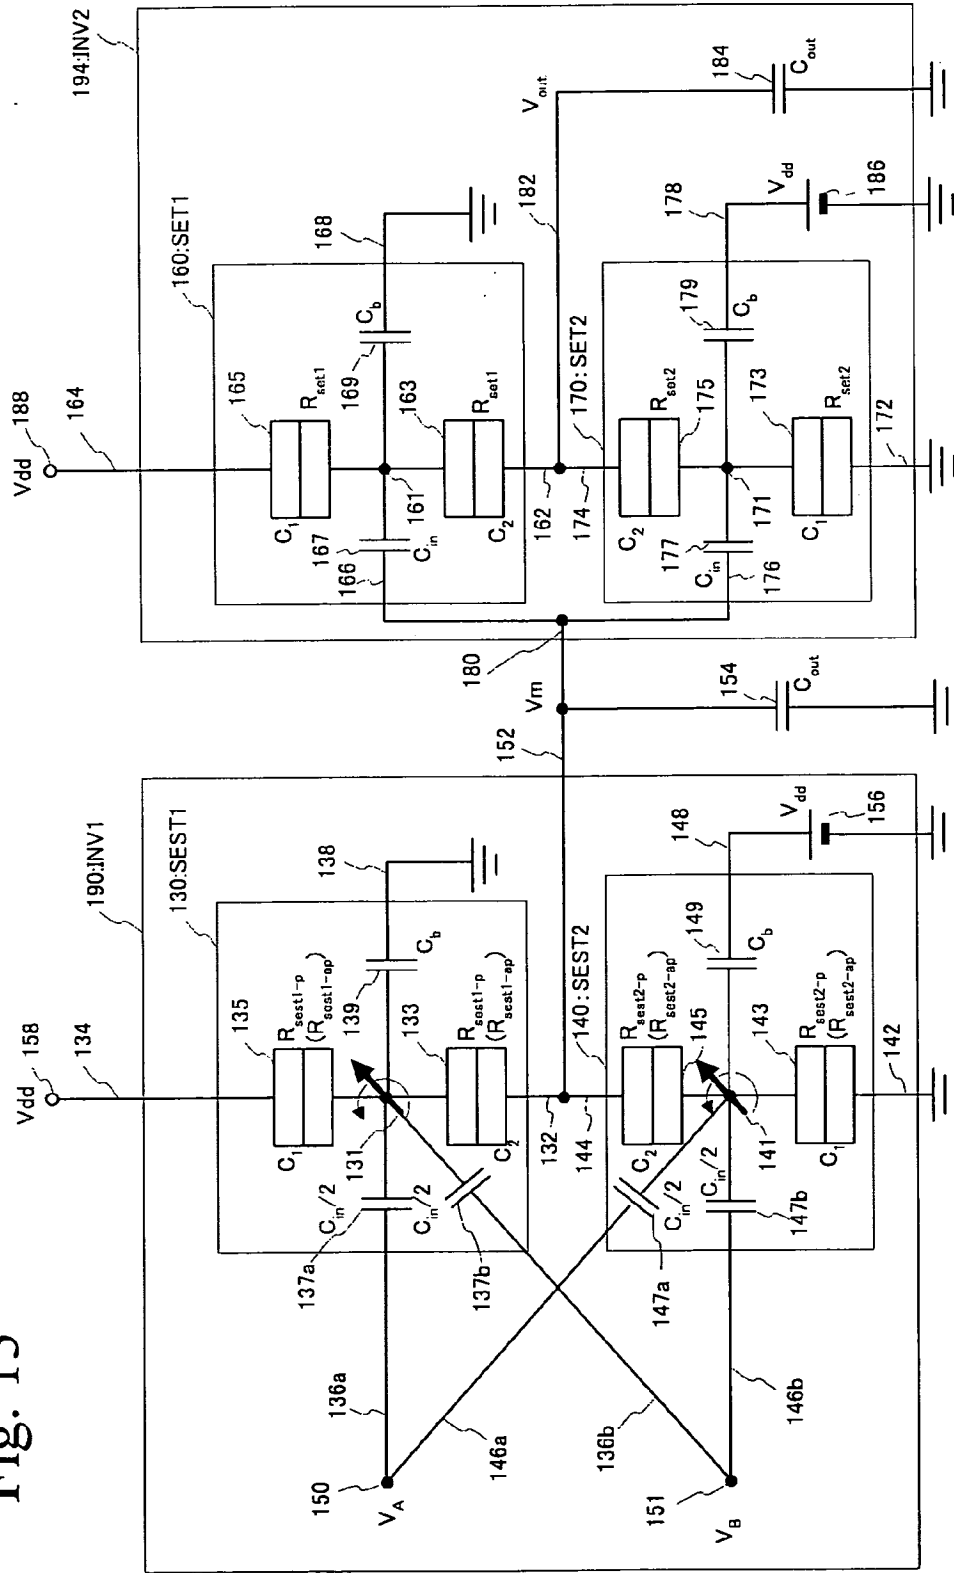 Fig. 15
190:INV1
130:SEST1
Vdd
158
134
135
C1
Rsest1-p
(Rsest1-ap)
131
139
Cb
138
Cin/2
137a
Cin/2
137b
133
Rsest1-p
(Rsest1-ap)
C2
132
144
140:SEST2
C2
Rsest2-p
(Rsest2-ap)
145
149
Cb
148
Vdd
156
Cin/2
147a
Cin/2
147b
141
143
Rsest2-p
(Rsest2-ap)
C1
142
136a
146a
136b
146b
150
VA
151
VB
152
Vm
180
154
Cout
194:INV2
160:SET1
Vdd
188
164
165
C1
Rset1
161
169
Cb
168
167
Cin
166
163
Rset1
C2
162
174
182
Vout
184
Cout
170:SET2
C2
Rset2
175
179
Cb
178
Vdd
186
Cin
177
176
171
173
Rset2
C1
172